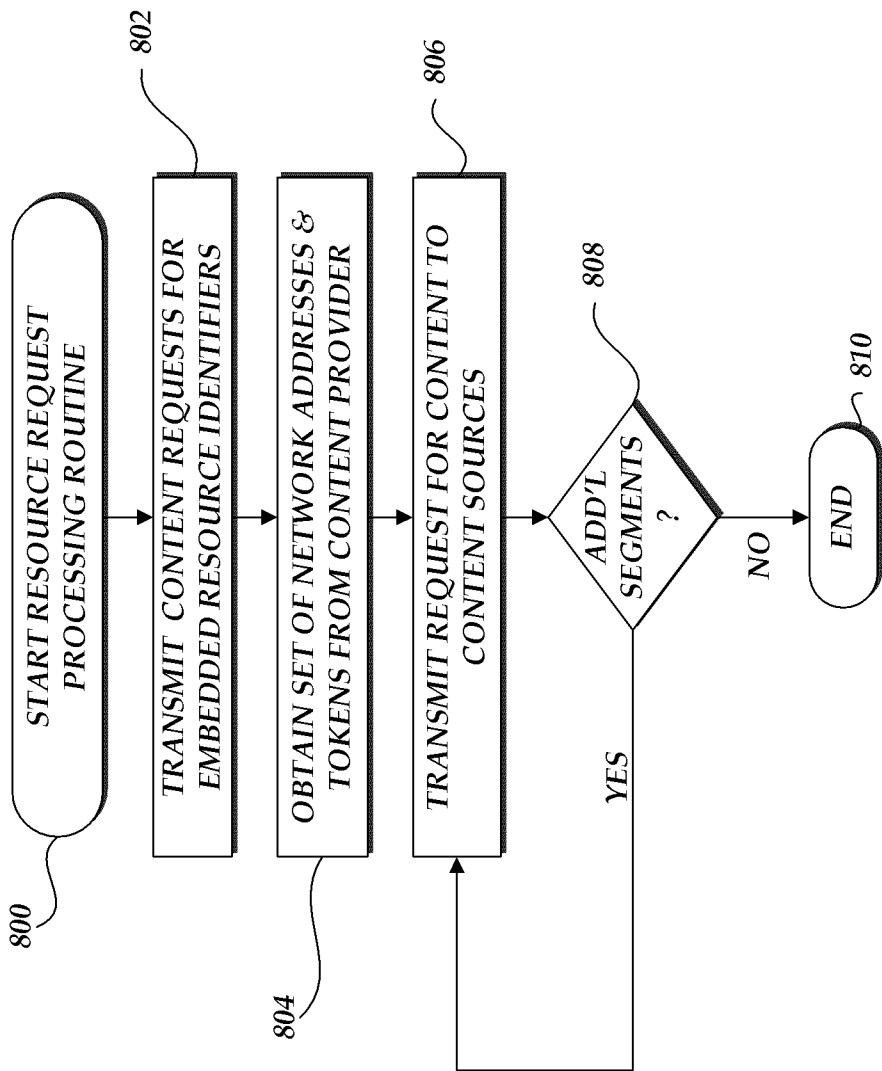 800
START RESOURCE REQUEST
PROCESSING ROUTINE
802
TRANSMIT CONTENT REQUESTS FOR
EMBEDDED RESOURCE IDENTIFIERS
804
OBTAIN SET OF NETWORK ADDRESSES &
TOKENS FROM CONTENT PROVIDER
806
TRANSMIT REQUEST FOR CONTENT TO
CONTENT SOURCES
808
ADD'L
SEGMENTS
?
YES
NO
810
END